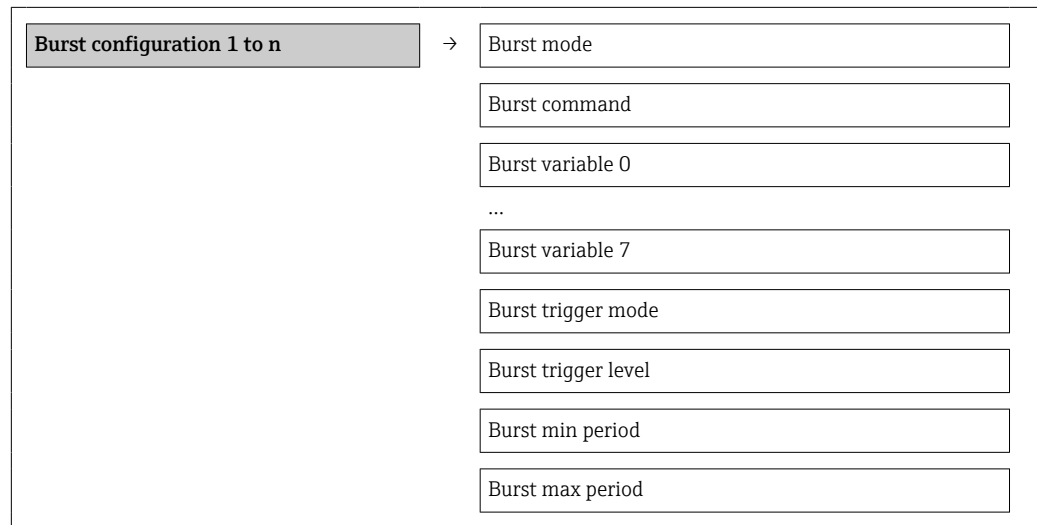 Burst configuration 1 to n → Burst mode
Burst command
Burst variable 0
...
Burst variable 7
Burst trigger mode
Burst trigger level
Burst min period
Burst max period